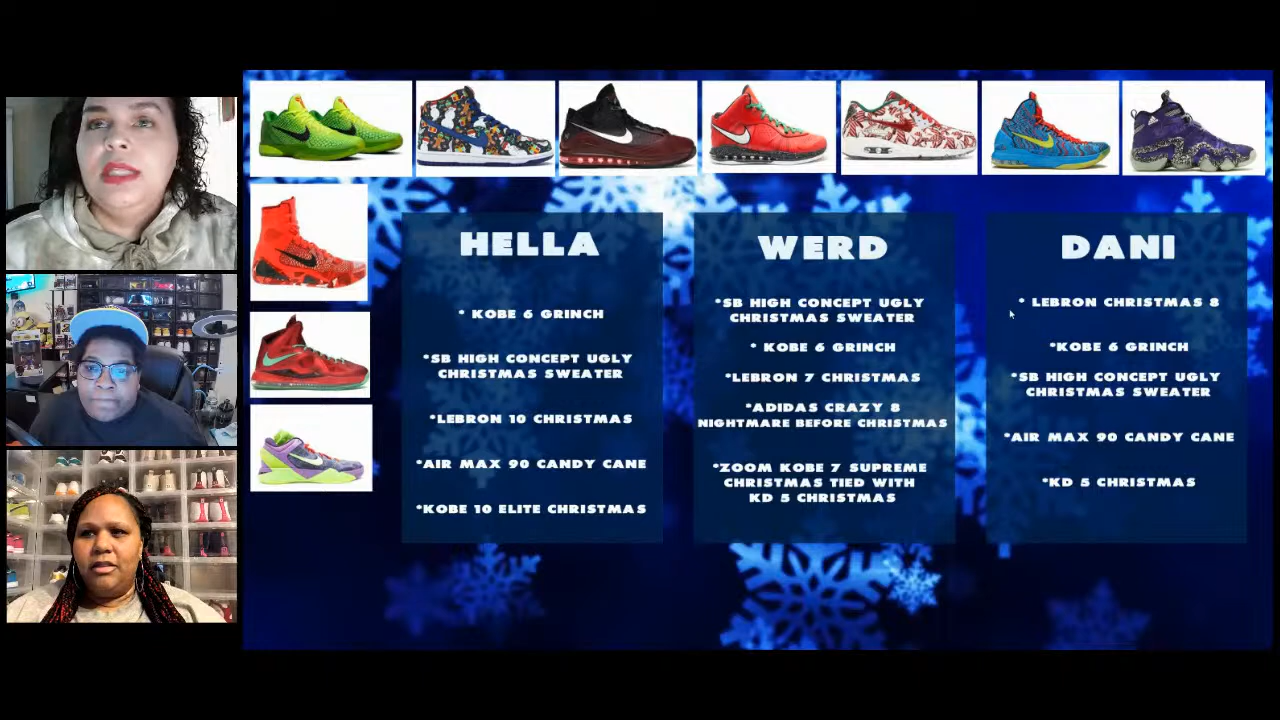 HELLA
* KOBE 6 GRINCH
*SB HIGH CONCEPT UGLY
CHRISTMAS SWEATER
*LEBRON 10 CHRISTMAS
*AIR MAX 90 CANDY CANE
*KOBE 10 ELITE CHRISTMAS
WERD
*SB HIGH CONCEPT UGLY
CHRISTMAS SWEATER
* KOBE 6 GRINCH
*LEBRON 7 CHRISTMAS
*ADIDAS CRAZY 8
NIGHTMARE BEFORE CHRISTMAS
*ZOOM KOBE 7 SUPREME
CHRISTMAS TIED WITH
KD 5 CHRISTMAS
DANI
* LEBRON CHRISTMAS 8
*KOBE 6 GRINCH
*SB HIGH CONCEPT UGLY
CHRISTMAS SWEATER
*AIR MAX 90 CANDY CANE
*KD 5 CHRISTMAS